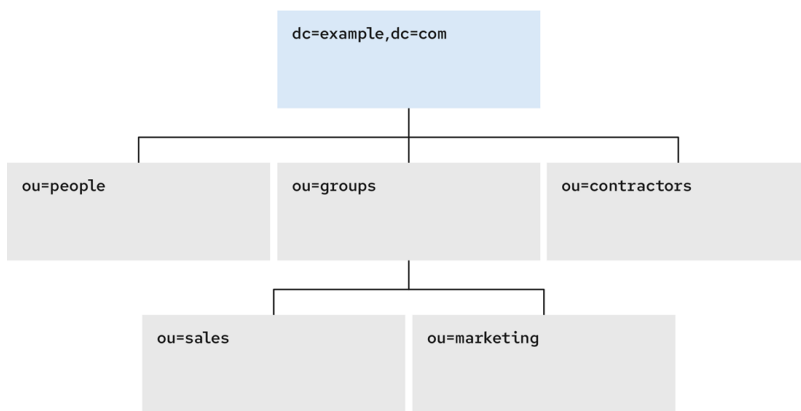 dc=example,dc=com
ou=people
ou=groups
ou=contractors
ou=sales
ou=marketing